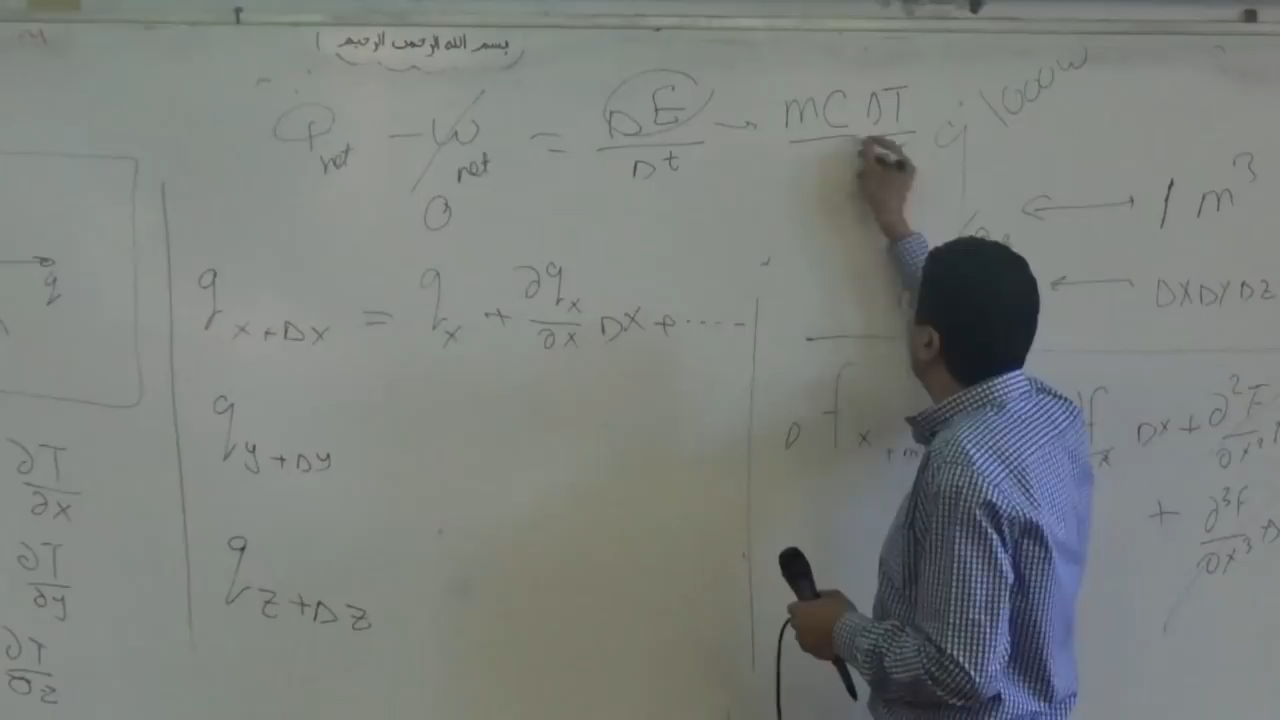 بسم الله الرحمن الرحيم
Q net - W net = ΔE / Δt → mCΔT
0
q̇ 1000W
1 m³
ΔXΔYΔZ
q
q x+Δx = q x + ∂q x / ∂x ΔX + ....
q y+Δy
q z+Δz
∂T / ∂x
∂T / ∂y
∂T / ∂z
f x
Δx + ∂²F / ∂x²
+ ∂³F / ∂x³